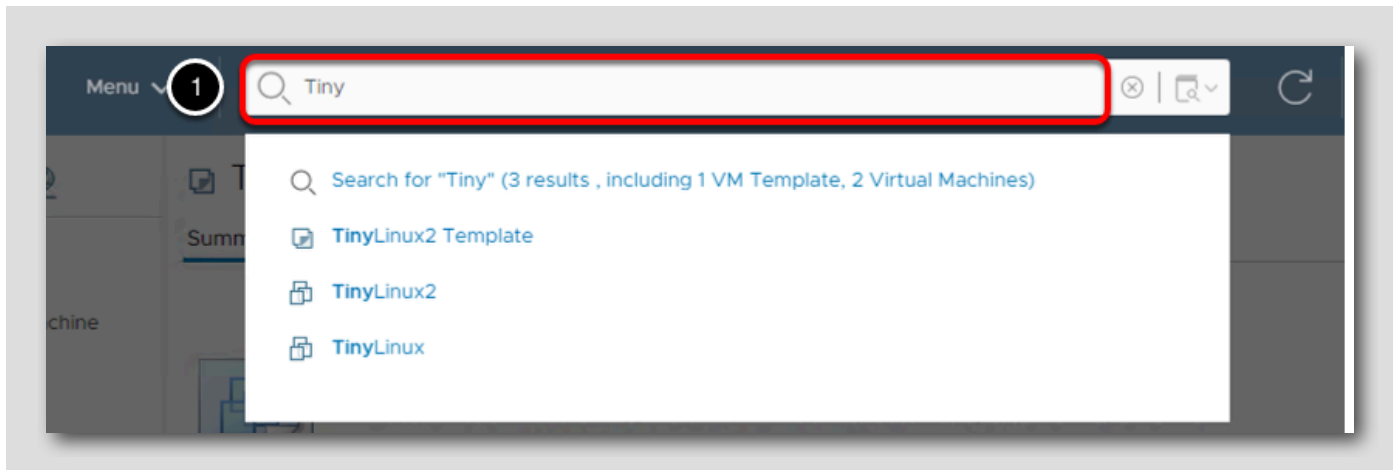 Menu 1 Tiny
Search for "Tiny" (3 results , including 1 VM Template, 2 Virtual Machines)
Summ
TinyLinux2 Template
TinyLinux2
chine
TinyLinux